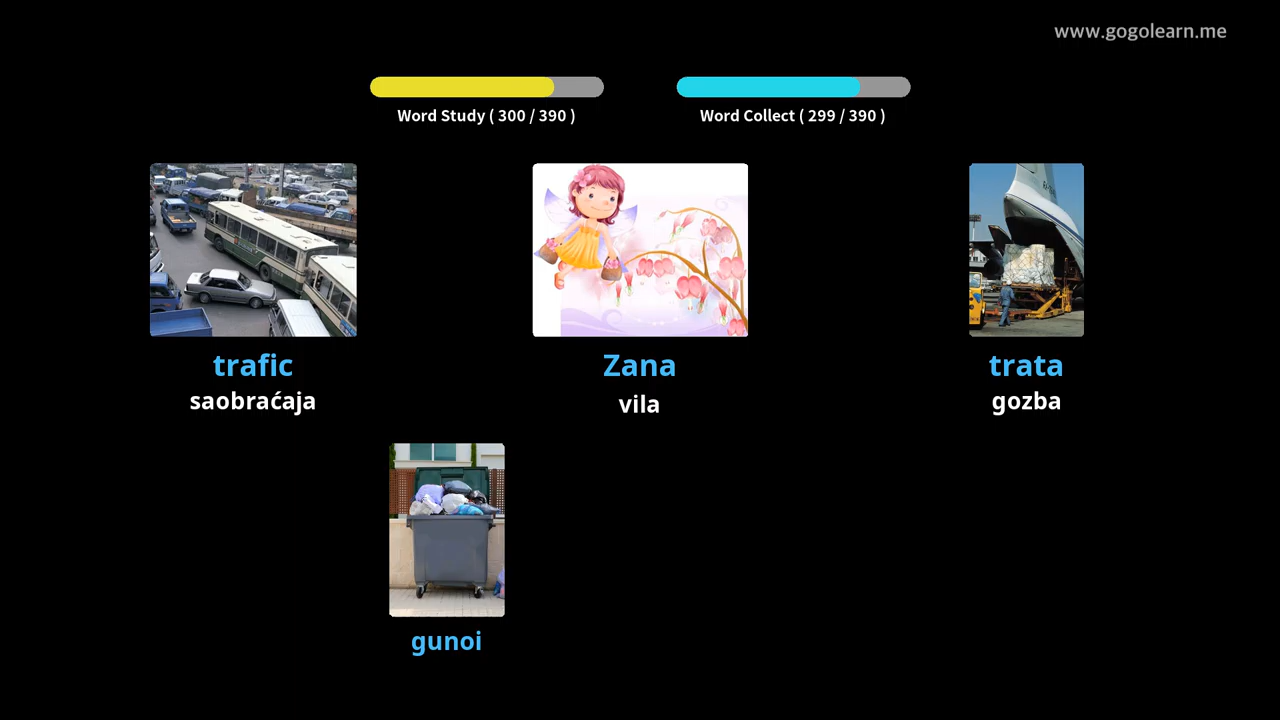 www.gogolearn.me
Word Study ( 300 / 390 )
Word Collect ( 299 / 390 )
trafic
saobraćaja
Zana
vila
trata
gozba
gunoi